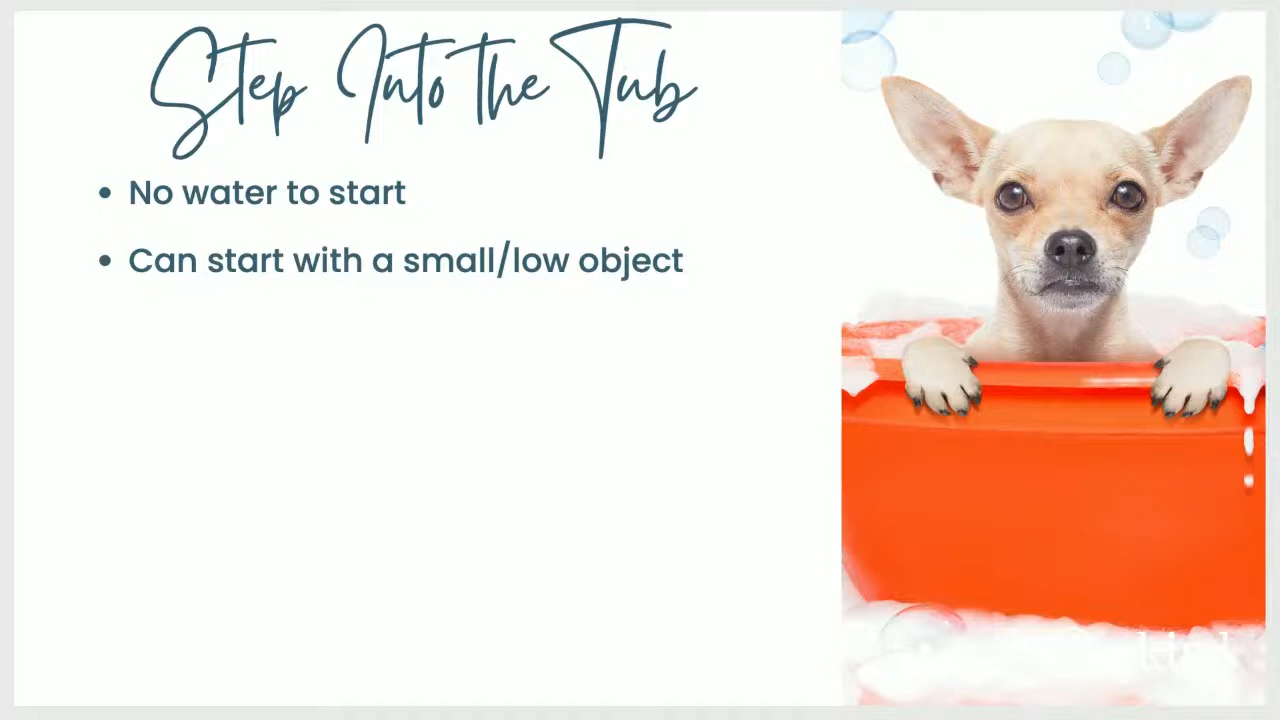 Step Into the Tub
• No water to start
• Can start with a small/low object